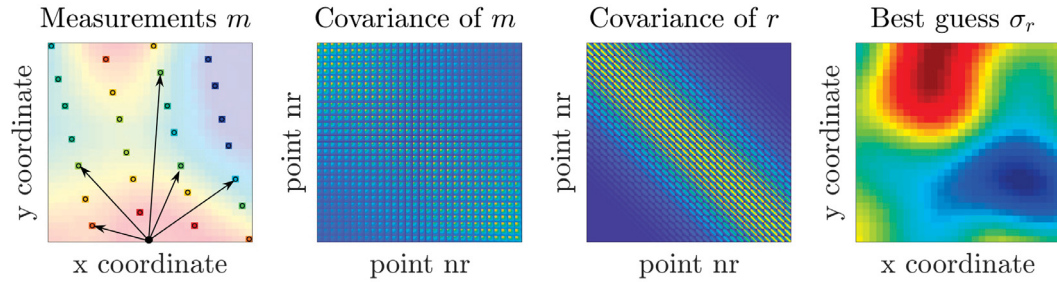 Measurements m
Covariance of m
Covariance of r
Best guess σ_r
y coordinate
point nr
point nr
y coordinate
x coordinate
point nr
point nr
x coordinate